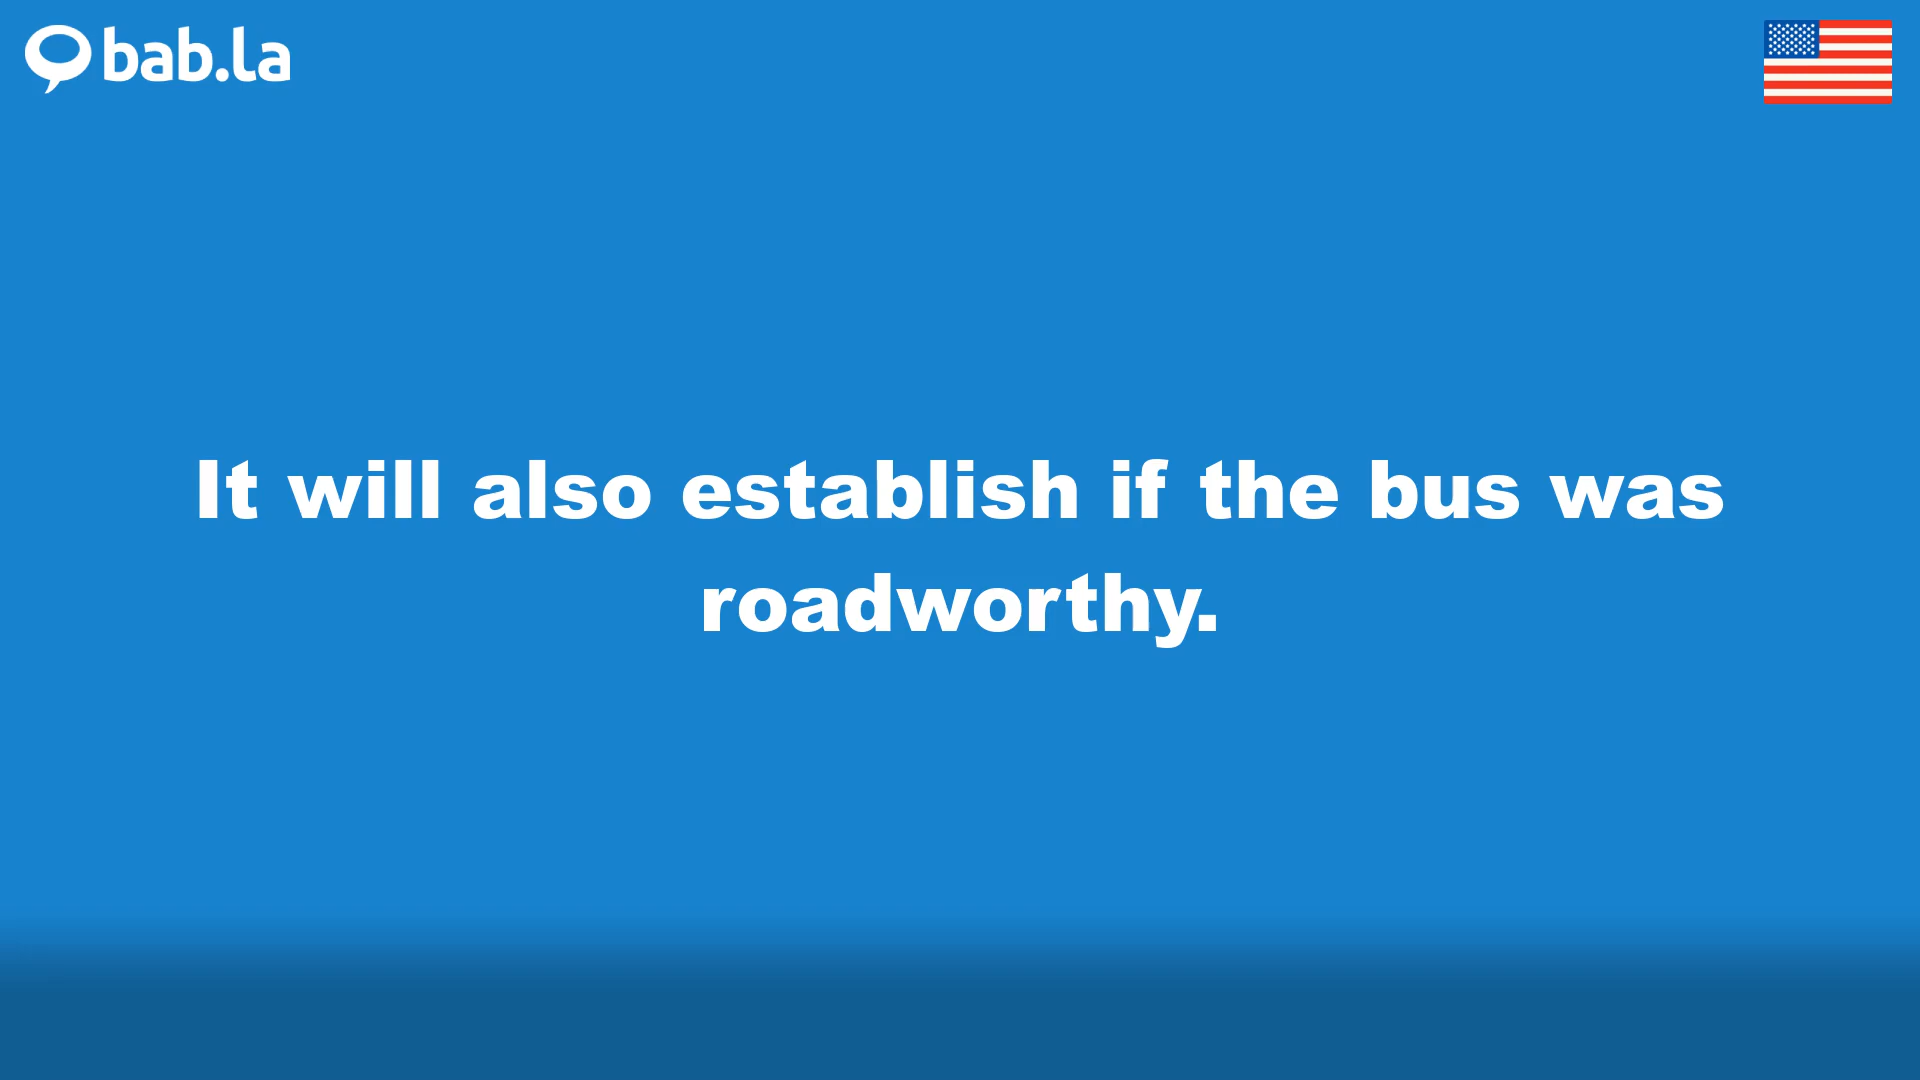 bab.la
It will also establish if the bus was
roadworthy.